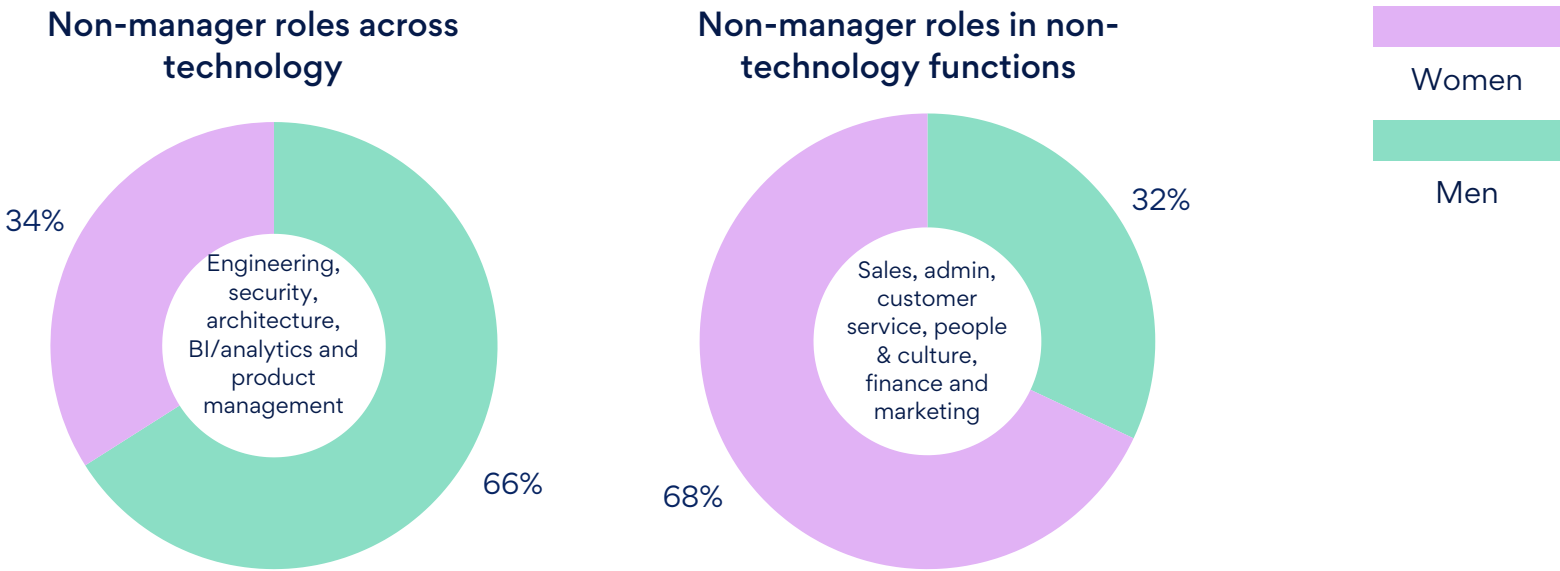 Non-manager roles across
technology
34%
Engineering,
security,
architecture,
BI/analytics and
product
management
66%
Non-manager roles in non-
technology functions
32%
Sales, admin,
customer
service, people
& culture,
finance and
marketing
68%
Women
Men